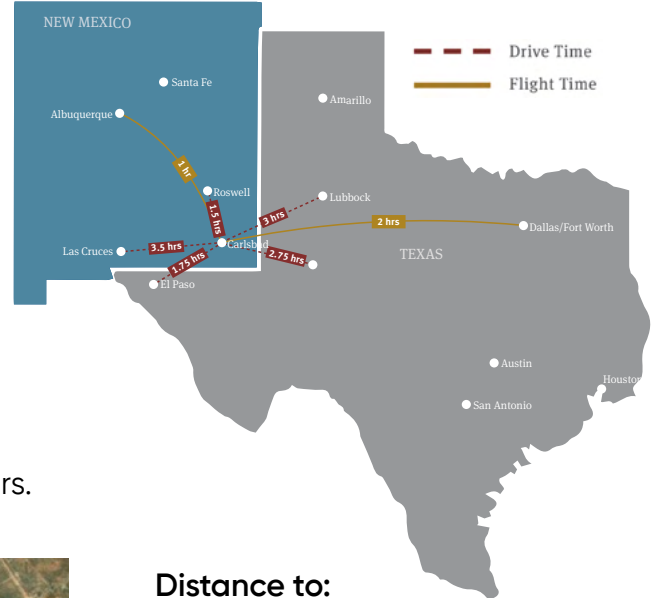 NEW MEXICO
Drive Time
Flight Time
Santa Fe
Amarillo
Albuquerque
1 hr
Roswell
Lubbock
1.5 hrs
3 hrs
2 hrs
Dallas/Fort Worth
Las Cruces
3.5 hrs
Carlsbad
TEXAS
1.75 hrs
2.75 hrs
El Paso
Austin
Houston
San Antonio
rs.
Distance to: